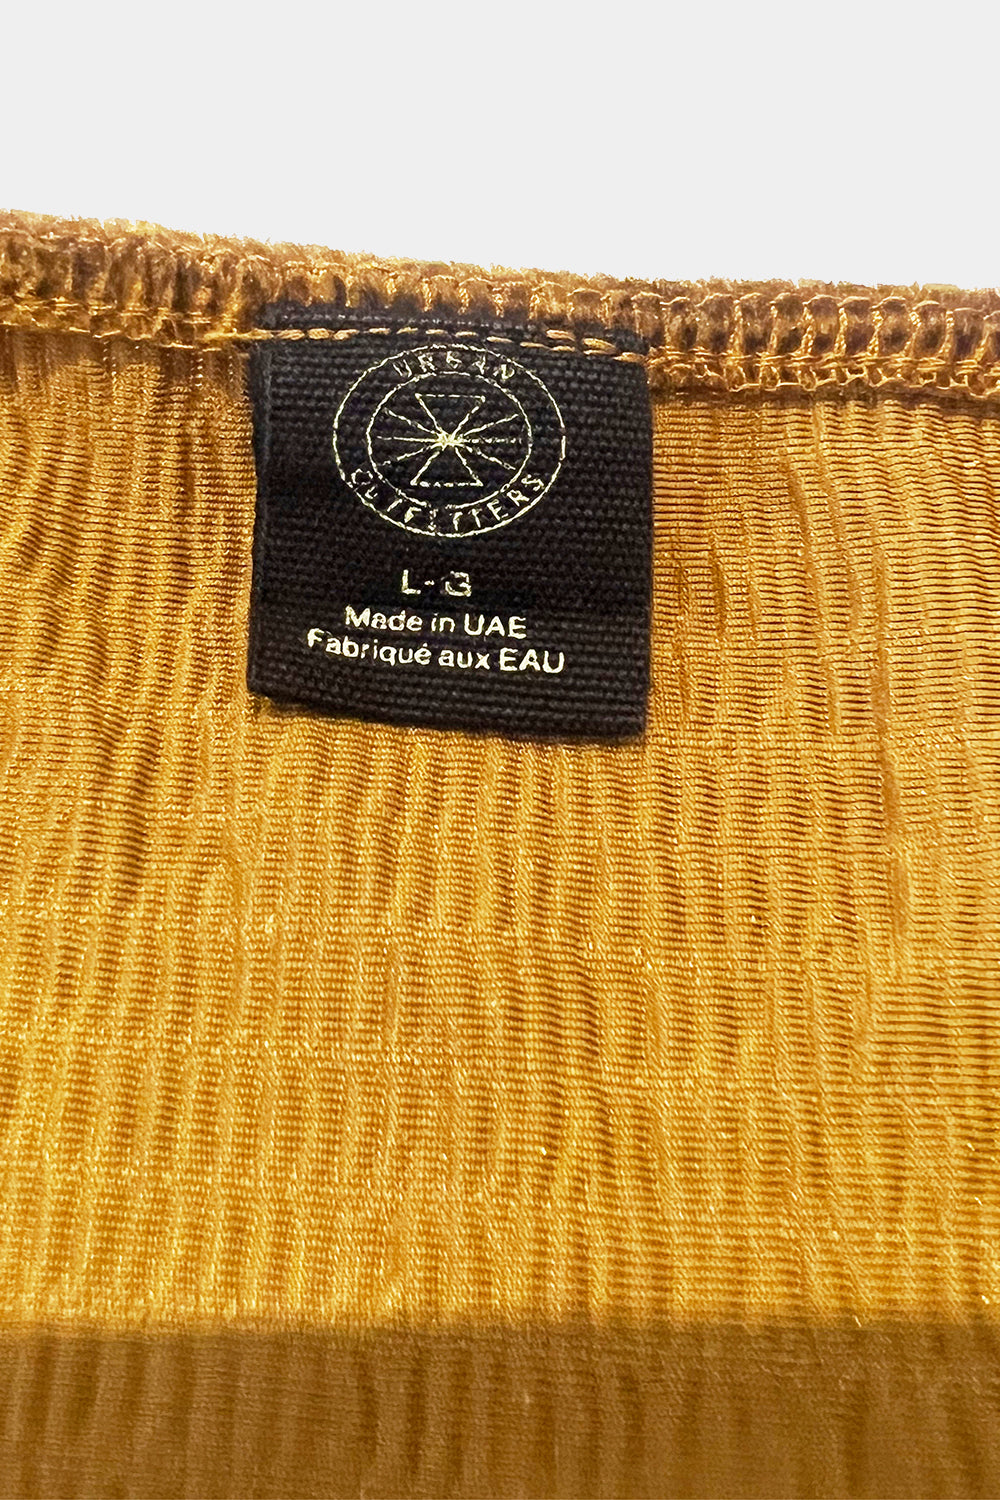 URBAN
OUTFITTERS
L-G
Made in UAE
Fabriqué aux EAU